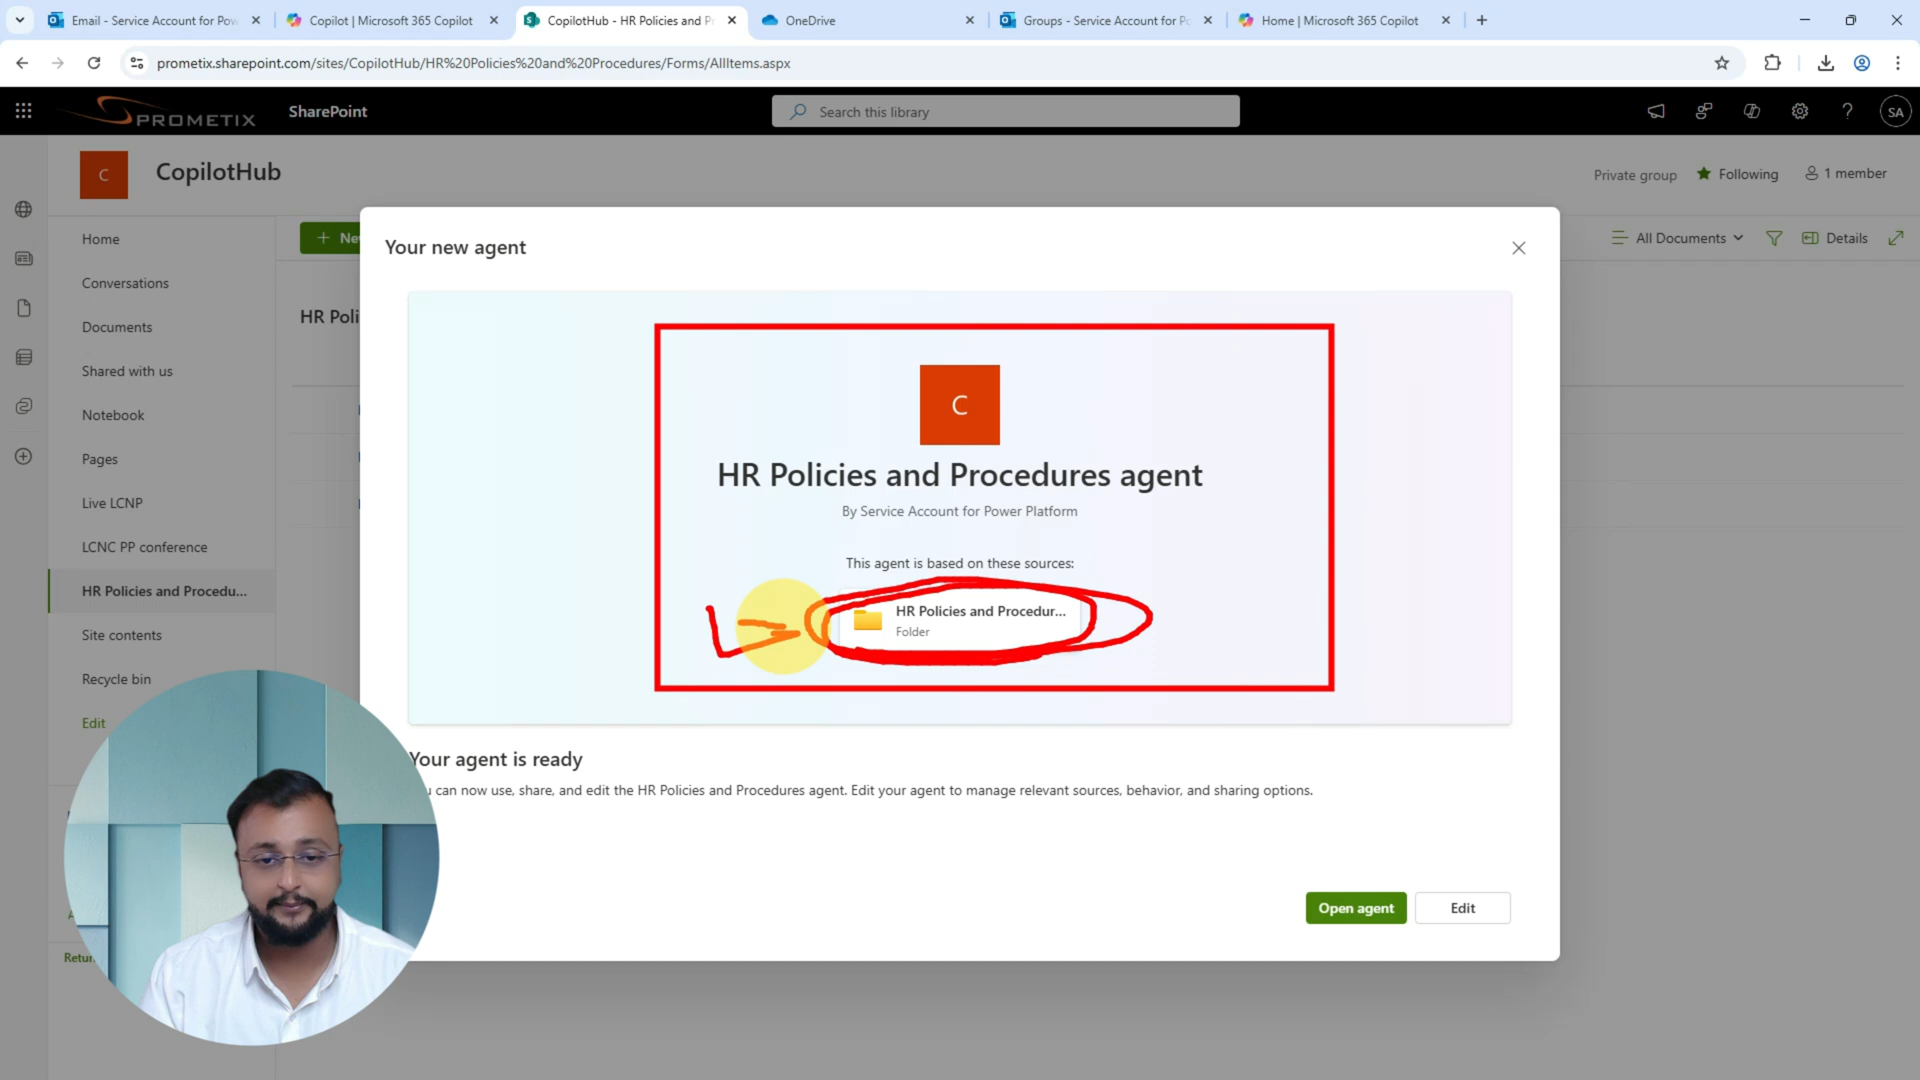 Email - Service Account for Pow
Copilot | Microsoft 365 Copilot
CopilotHub - HR Policies and Pr
OneDrive
Groups - Service Account for Po
Home | Microsoft 365 Copilot
prometix.sharepoint.com/sites/CopilotHub/HR%20Policies%20and%20Procedures/Forms/AllItems.aspx
PROMETIX
SharePoint
Search this library
SA
C
CopilotHub
Private group
Following
1 member
Home
Conversations
Documents
Shared with us
Notebook
Pages
Live LCNP
LCNC PP conference
HR Policies and Procedu...
Site contents
Recycle bin
Edit
Retur
+ Ne
All Documents
Details
HR Poli
Your new agent
C
HR Policies and Procedures agent
By Service Account for Power Platform
This agent is based on these sources:
HR Policies and Procedur...
Folder
Your agent is ready
can now use, share, and edit the HR Policies and Procedures agent. Edit your agent to manage relevant sources, behavior, and sharing options.
Open agent
Edit